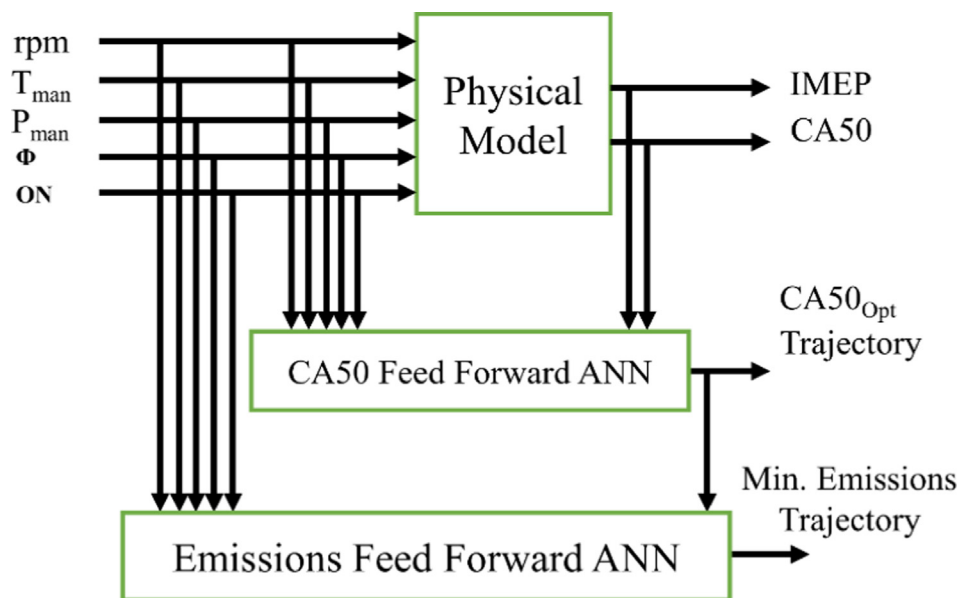 rpm
T_man
P_man
Φ
ON
Physical
Model
IMEP
CA50
CA50_Opt
Trajectory
CA50 Feed Forward ANN
Min. Emissions
Trajectory
Emissions Feed Forward ANN